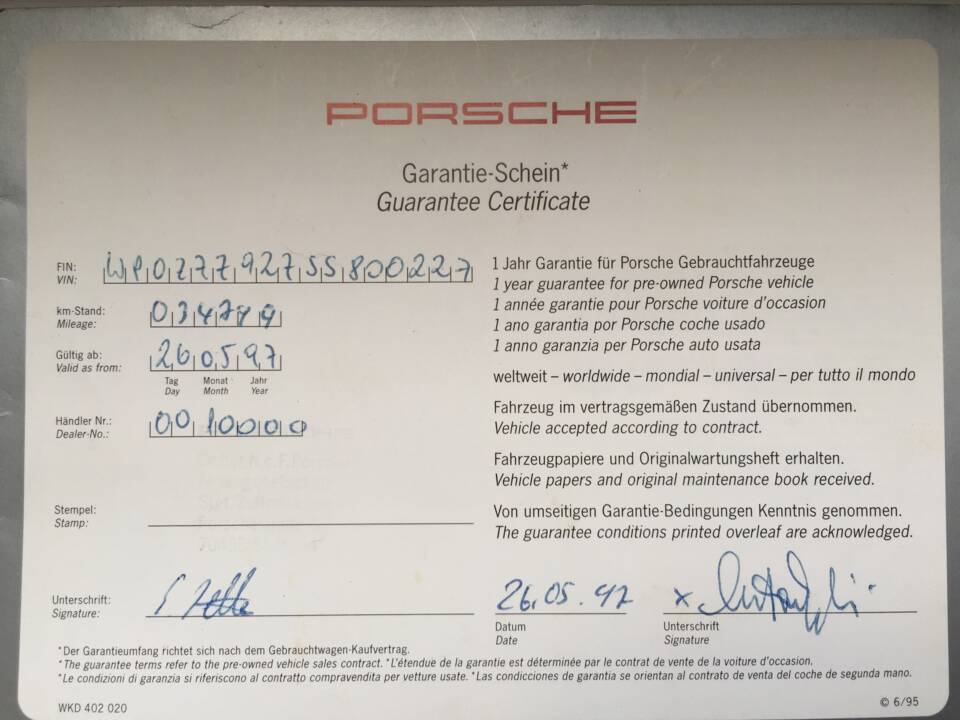 PORSCHE
Garantie-Schein*
Guarantee Certificate
FIN: WP0ZZZ92ZSS800227
VIN:
km-Stand: 034789
Mileage:
Gültig ab: 260597
Valid as from:
Tag Monat Jahr
Day Month Year
Händler Nr.: 0010000
Dealer-No.:
Stempel:
Stamp:
Unterschrift:
Signature:
1 Jahr Garantie für Porsche Gebrauchtfahrzeuge
1 year guarantee for pre-owned Porsche vehicle
1 année garantie pour Porsche voiture d'occasion
1 ano garantia por Porsche coche usado
1 anno garanzia per Porsche auto usata
weltweit – worldwide – mondial – universal – per tutto il mondo
Fahrzeug im vertragsgemäßen Zustand übernommen.
Vehicle accepted according to contract.
Fahrzeugpapiere und Originalwartungsheft erhalten.
Vehicle papers and original maintenance book received.
Von umseitigen Garantie-Bedingungen Kenntnis genommen.
The guarantee conditions printed overleaf are acknowledged.
26.05.97 x
Datum Unterschrift
Date Signature
*Der Garantieumfang richtet sich nach dem Gebrauchtwagen-Kaufvertrag.
*The guarantee terms refer to the pre-owned vehicle sales contract. *L'étendue de la garantie est déterminée par le contrat de vente de la voiture d'occasion.
*Le condizioni di garanzia si riferiscono al contratto compravendita per vetture usate. *Las condicciones de garantia se orientan al contrato de venta del coche de segunda mano.
WKD 402 020 © 6/95